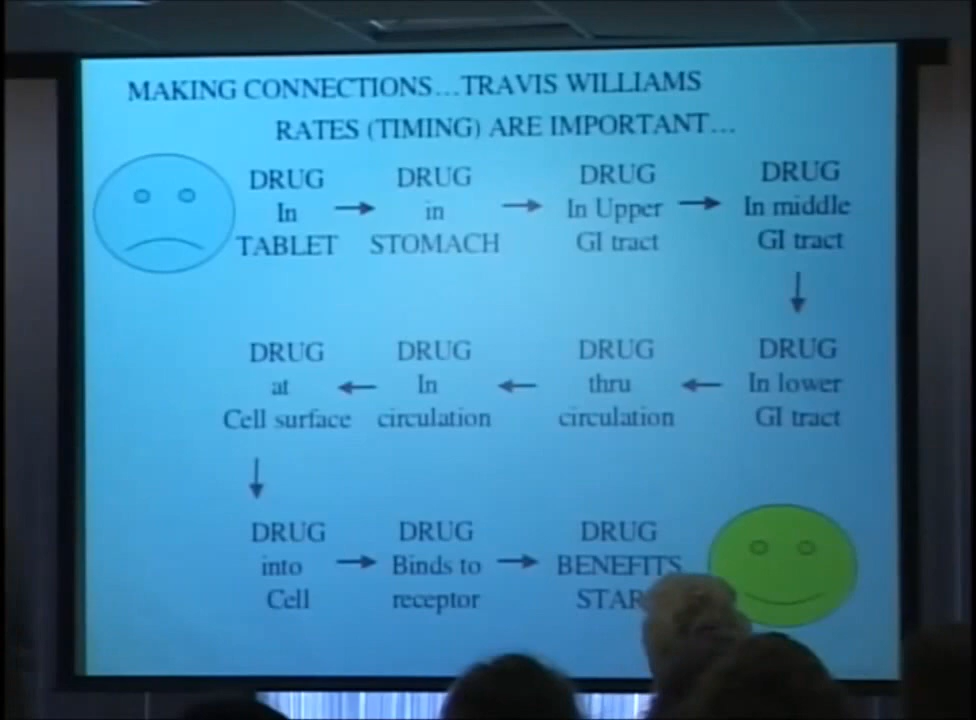 MAKING CONNECTIONS…TRAVIS WILLIAMS
RATES (TIMING) ARE IMPORTANT…
DRUG
In
TABLET
DRUG
in
STOMACH
DRUG
In Upper
GI tract
DRUG
In middle
GI tract
DRUG
In lower
GI tract
DRUG
thru
circulation
DRUG
In
circulation
DRUG
at
Cell surface
DRUG
into
Cell
DRUG
Binds to
receptor
DRUG
BENEFITS
STAR